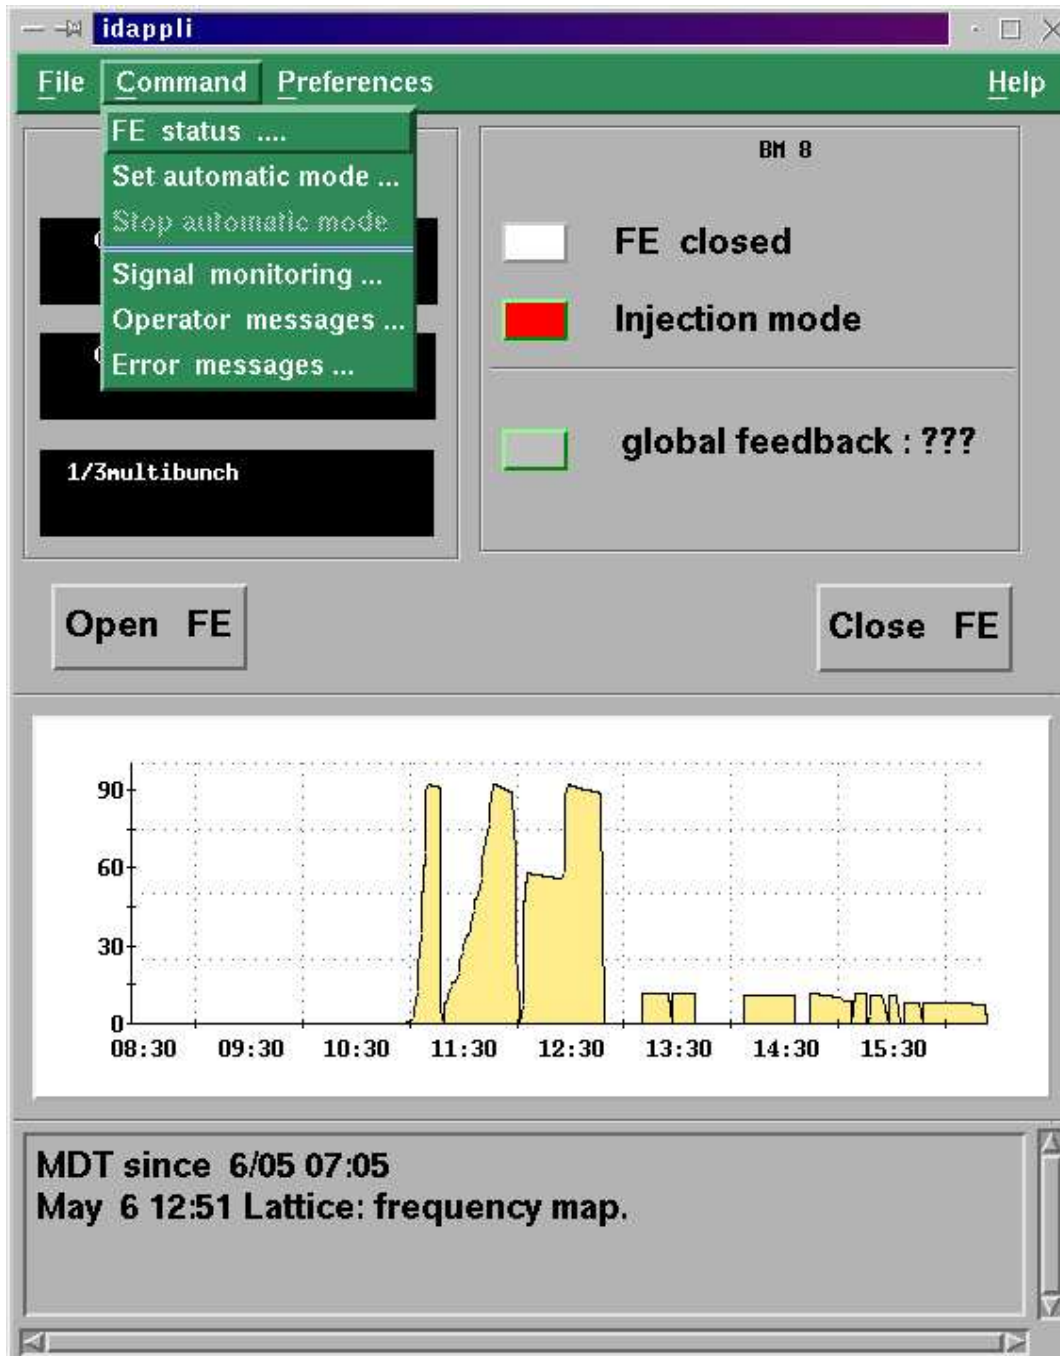 idappli
File Command Preferences Help
FE status ....
Set automatic mode ...
Stop automatic mode
Signal monitoring ...
Operator messages ...
Error messages ...
1/3multibunch
BM 8
FE closed
Injection mode
global feedback : ???
Open FE
Close FE
90
60
30
0
08:30 09:30 10:30 11:30 12:30 13:30 14:30 15:30
MDT since 6/05 07:05
May 6 12:51 Lattice: frequency map.